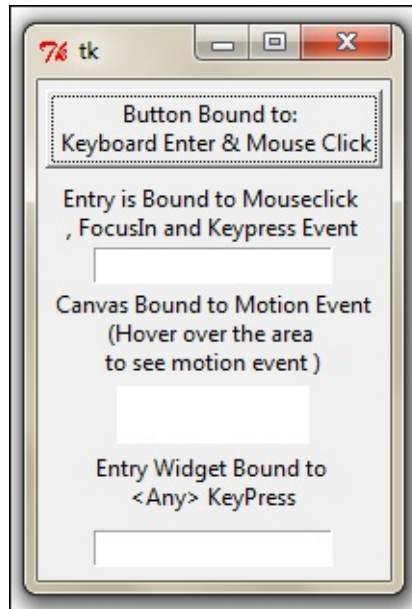 tk
Button Bound to:
Keyboard Enter & Mouse Click
Entry is Bound to Mouseclick
, FocusIn and Keypress Event
Canvas Bound to Motion Event
(Hover over the area
to see motion event )
Entry Widget Bound to
<Any> KeyPress